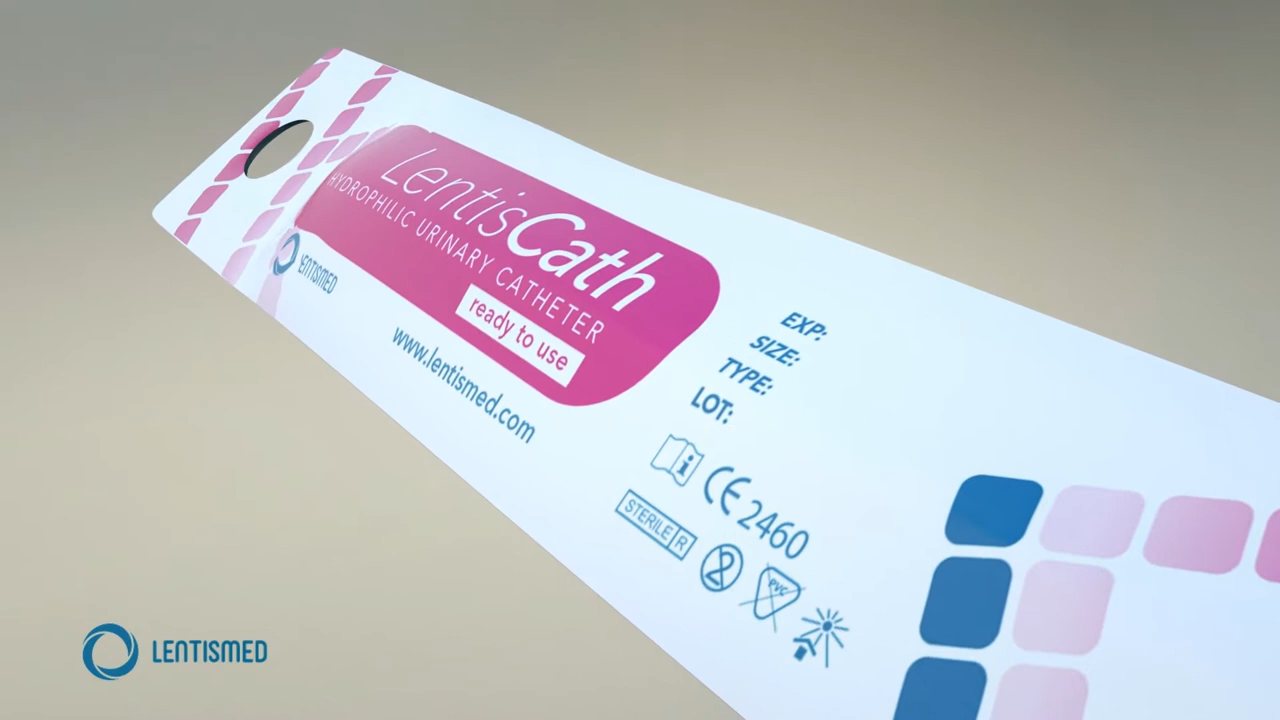 LentisCath
HYDROPHILIC URINARY CATHETER
ready to use
LENTISMED
www.lentismed.com
EXP:
SIZE:
TYPE:
LOT:
CE 2460
STERILE R
2
PVC
LENTISMED